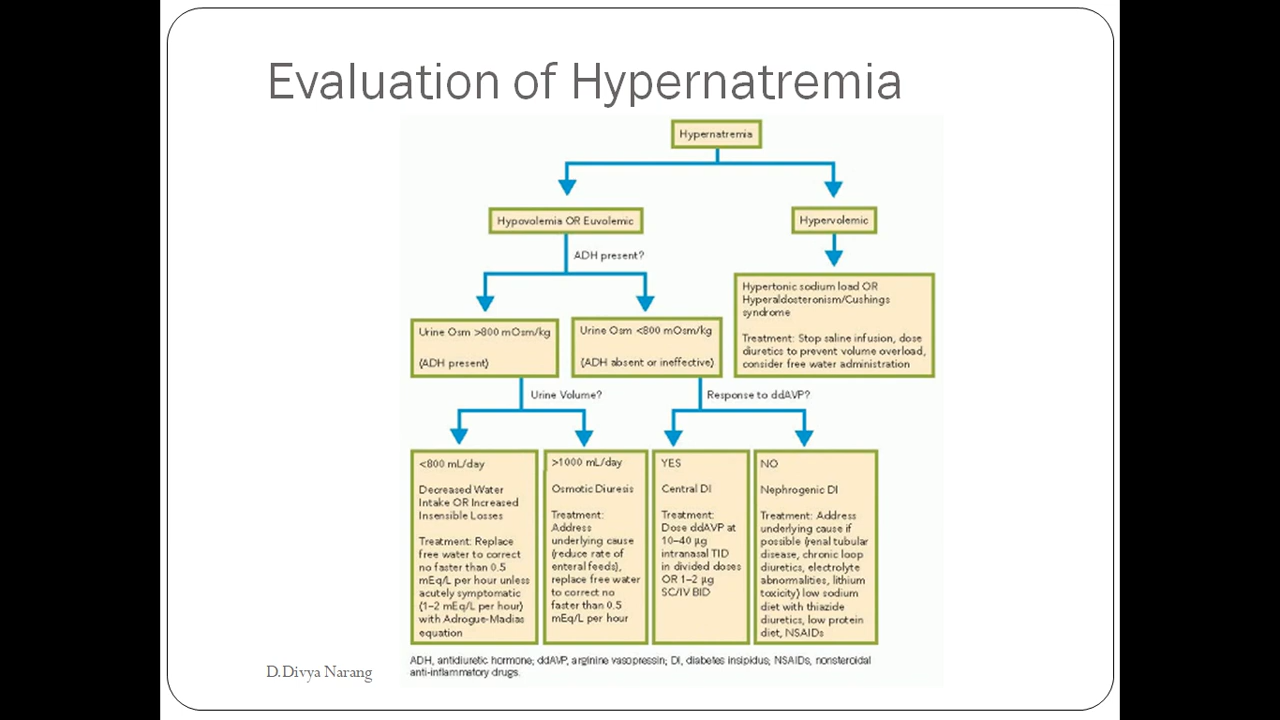 Evaluation of Hypernatremia
Hypernatremia
Hypovolemia OR Euvolemic
Hypervolemic
ADH present?
Hypertonic sodium load OR
Hyperaldosteronism/Cushings
syndrome
Treatment: Stop saline infusion, dose
diuretics to prevent volume overload,
consider free water administration
Urine Osm >800 mOsm/kg
(ADH present)
Urine Osm <800 mOsm/kg
(ADH absent or ineffective)
Urine Volume?
Response to ddAVP?
<800 mL/day
Decreased Water
Intake OR Increased
Insensible Losses
Treatment: Replace
free water to correct
no faster than 0.5
mEq/L per hour unless
acutely symptomatic
(1–2 mEq/L per hour)
with Adrogue-Madias
equation
>1000 mL/day
Osmotic Diuresis
Treatment:
Address
underlying cause
(reduce rate of
enteral feeds),
replace free water
to correct no
faster than 0.5
mEq/L per hour
YES
Central DI
Treatment:
Dose ddAVP at
10–40 µg
intranasal TID
in divided doses
OR 1–2 µg
SC/IV BID
NO
Nephrogenic DI
Treatment: Address
underlying cause if
possible (renal tubular
disease, chronic loop
diuretics, electrolyte
abnormalities, lithium
toxicity) low sodium
diet with thiazide
diuretics, low protein
diet, NSAIDs
ADH, antidiuretic hormone; ddAVP, arginine vasopressin; DI, diabetes insipidus; NSAIDs, nonsteroidal
anti-inflammatory drugs.
D.Divya Narang